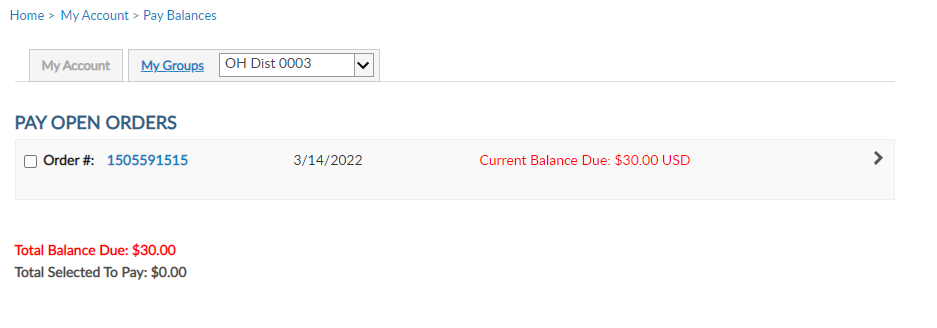 Home > My Account > Pay Balances
My Account My Groups OH Dist 0003
PAY OPEN ORDERS
Order #: 1505591515 3/14/2022 Current Balance Due: $30.00 USD
Total Balance Due: $30.00
Total Selected To Pay: $0.00